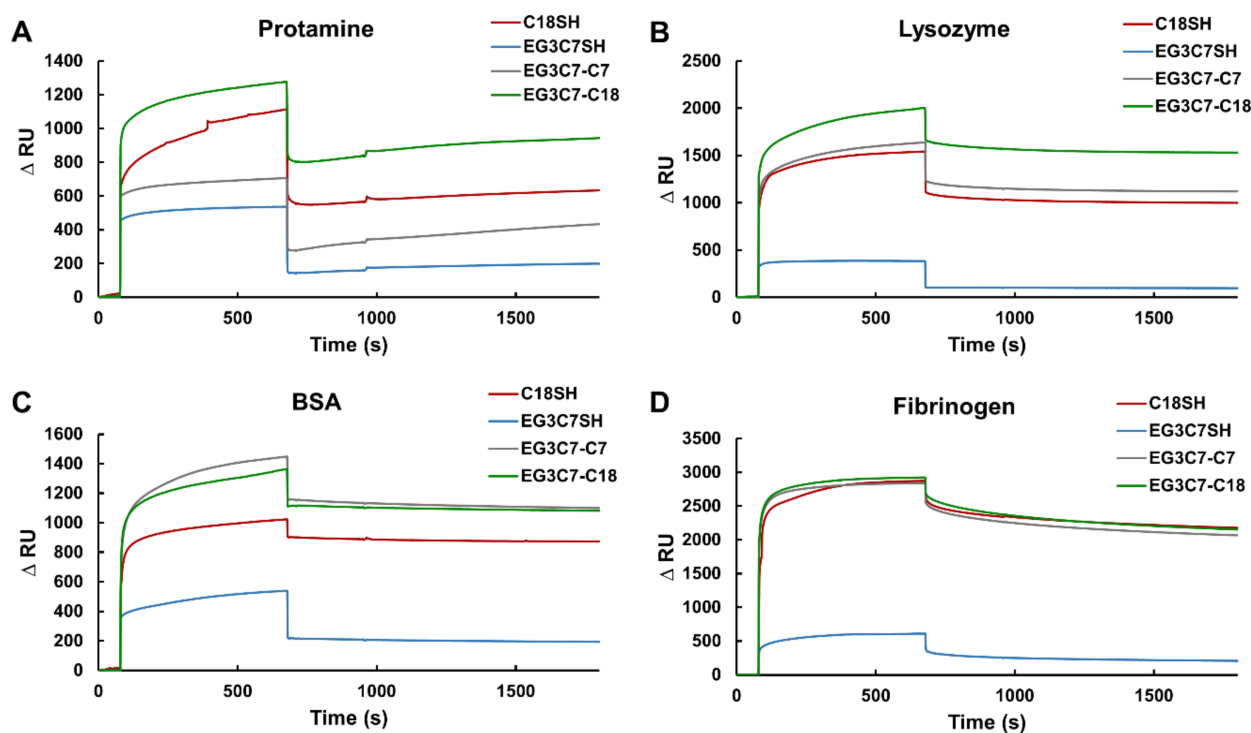 A
Protamine
C18SH
EG3C7SH
EG3C7-C7
EG3C7-C18
1400
1200
1000
800
600
400
200
0
Δ RU
0 500 1000 1500
Time (s)
B
Lysozyme
C18SH
EG3C7SH
EG3C7-C7
EG3C7-C18
2500
2000
1500
1000
500
0
Δ RU
0 500 1000 1500
Time (s)
C
BSA
C18SH
EG3C7SH
EG3C7-C7
EG3C7-C18
1600
1400
1200
1000
800
600
400
200
0
Δ RU
0 500 1000 1500
Time (s)
D
Fibrinogen
C18SH
EG3C7SH
EG3C7-C7
EG3C7-C18
3500
3000
2500
2000
1500
1000
500
0
Δ RU
0 500 1000 1500
Time (s)